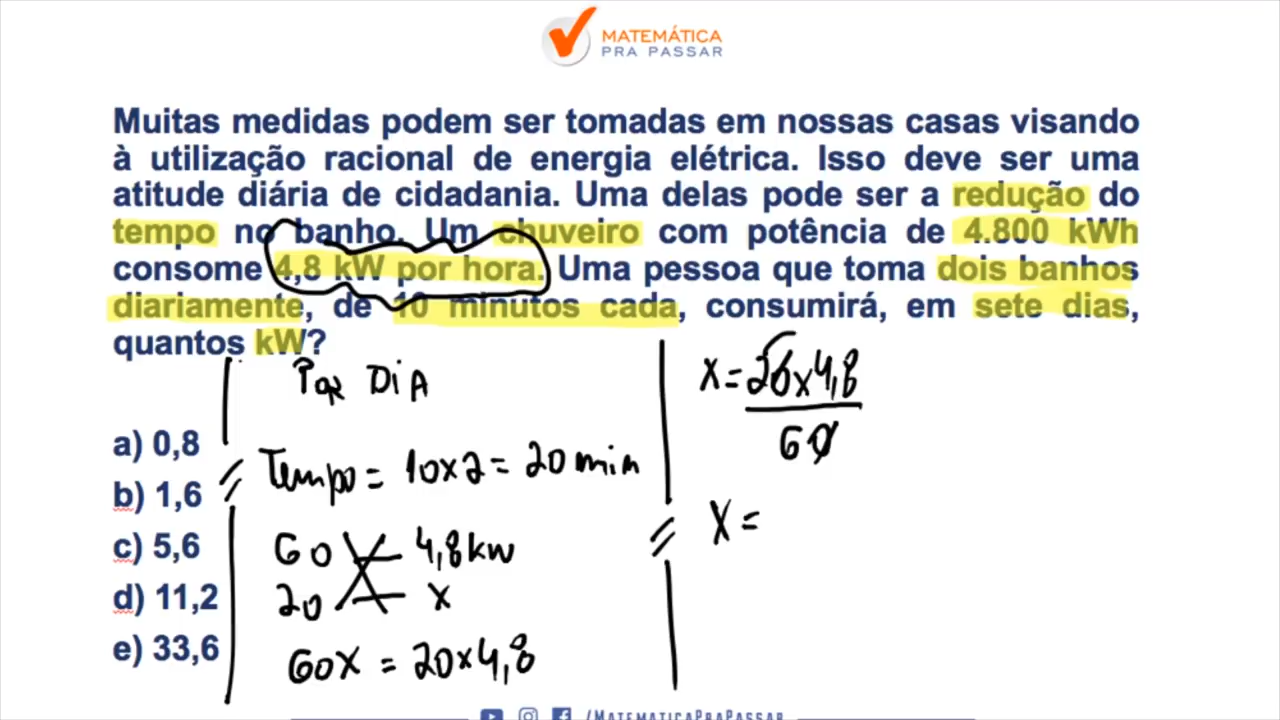 MATEMÁTICA
PRA PASSAR
Muitas medidas podem ser tomadas em nossas casas visando
à utilização racional de energia elétrica. Isso deve ser uma
atitude diária de cidadania. Uma delas pode ser a redução do
tempo no banho. Um chuveiro com potência de 4.800 kWh
consome 4,8 kW por hora. Uma pessoa que toma dois banhos
diariamente, de 10 minutos cada, consumirá, em sete dias,
quantos kW?
a) 0,8
b) 1,6
c) 5,6
d) 11,2
e) 33,6
POR DIA
Tempo = 10x2 = 20 min
60 4,8kw
20 x
60x = 20x4,8
x = 20x4,8
60
x =
/MATEMATICAPRAPASSAR